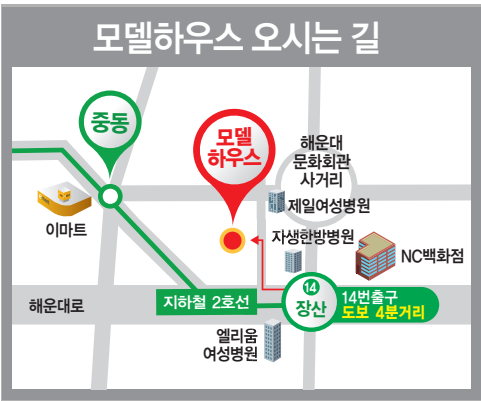 모델하우스 오시는 길
중동
모델
하우스
해운대
문화회관
사거리
이마트
제일여성병원
자생한방병원
NC백화점
해운대로
지하철 2호선
14
장산
14번출구
도보 4분거리
엘리움
여성병원